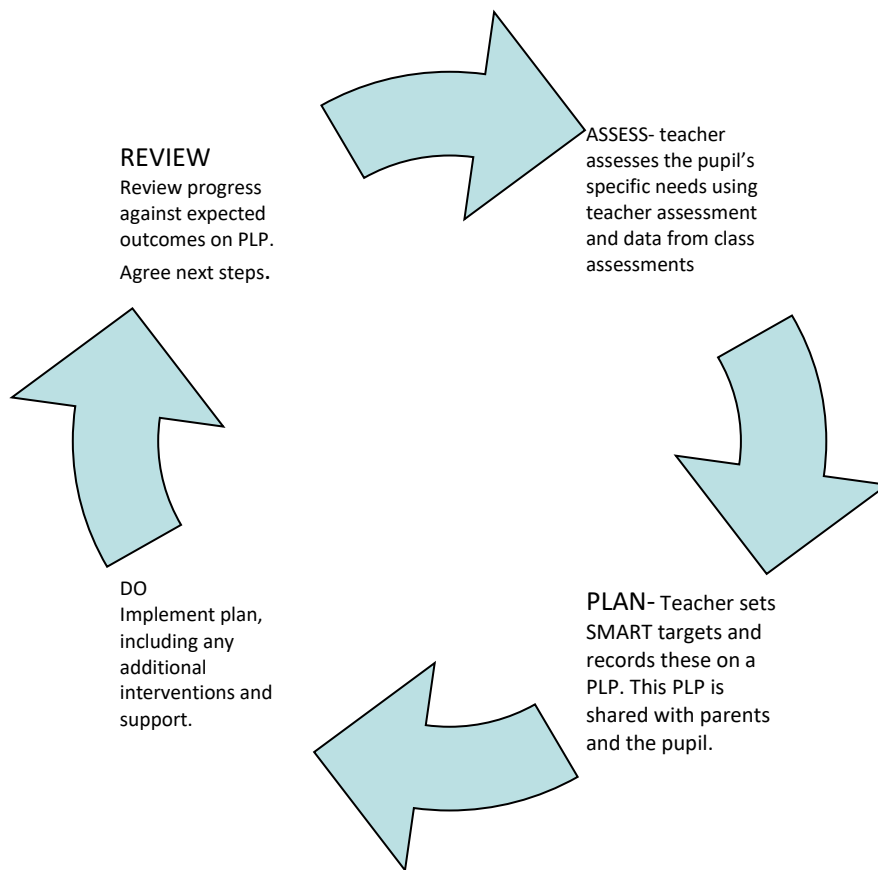 REVIEW
Review progress
against expected
outcomes on PLP.
Agree next steps.
ASSESS- teacher
assesses the pupil’s
specific needs using
teacher assessment
and data from class
assessments
PLAN- Teacher sets
SMART targets and
records these on a
PLP. This PLP is
shared with parents
and the pupil.
DO
Implement plan,
including any
additional
interventions and
support.